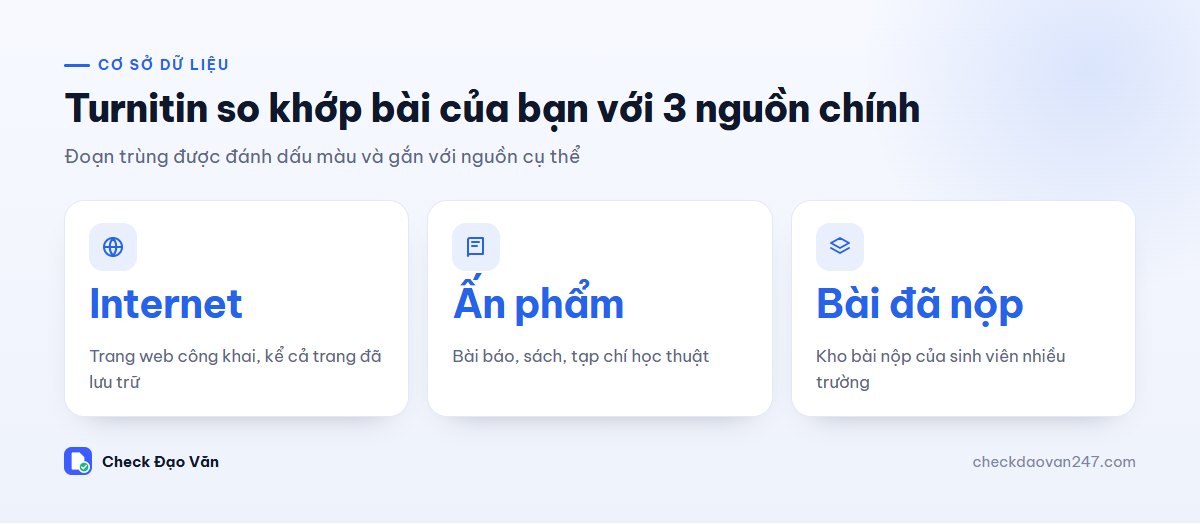 CƠ SỞ DỮ LIỆU
Turnitin so khớp bài của bạn với 3 nguồn chính
Đoạn trùng được đánh dấu màu và gắn với nguồn cụ thể
Internet
Trang web công khai, kể cả trang đã
lưu trữ
Ấn phẩm
Bài báo, sách, tạp chí học thuật
Bài đã nộp
Kho bài nộp của sinh viên nhiều
trường
Check Đạo Văn
checkdaovan247.com